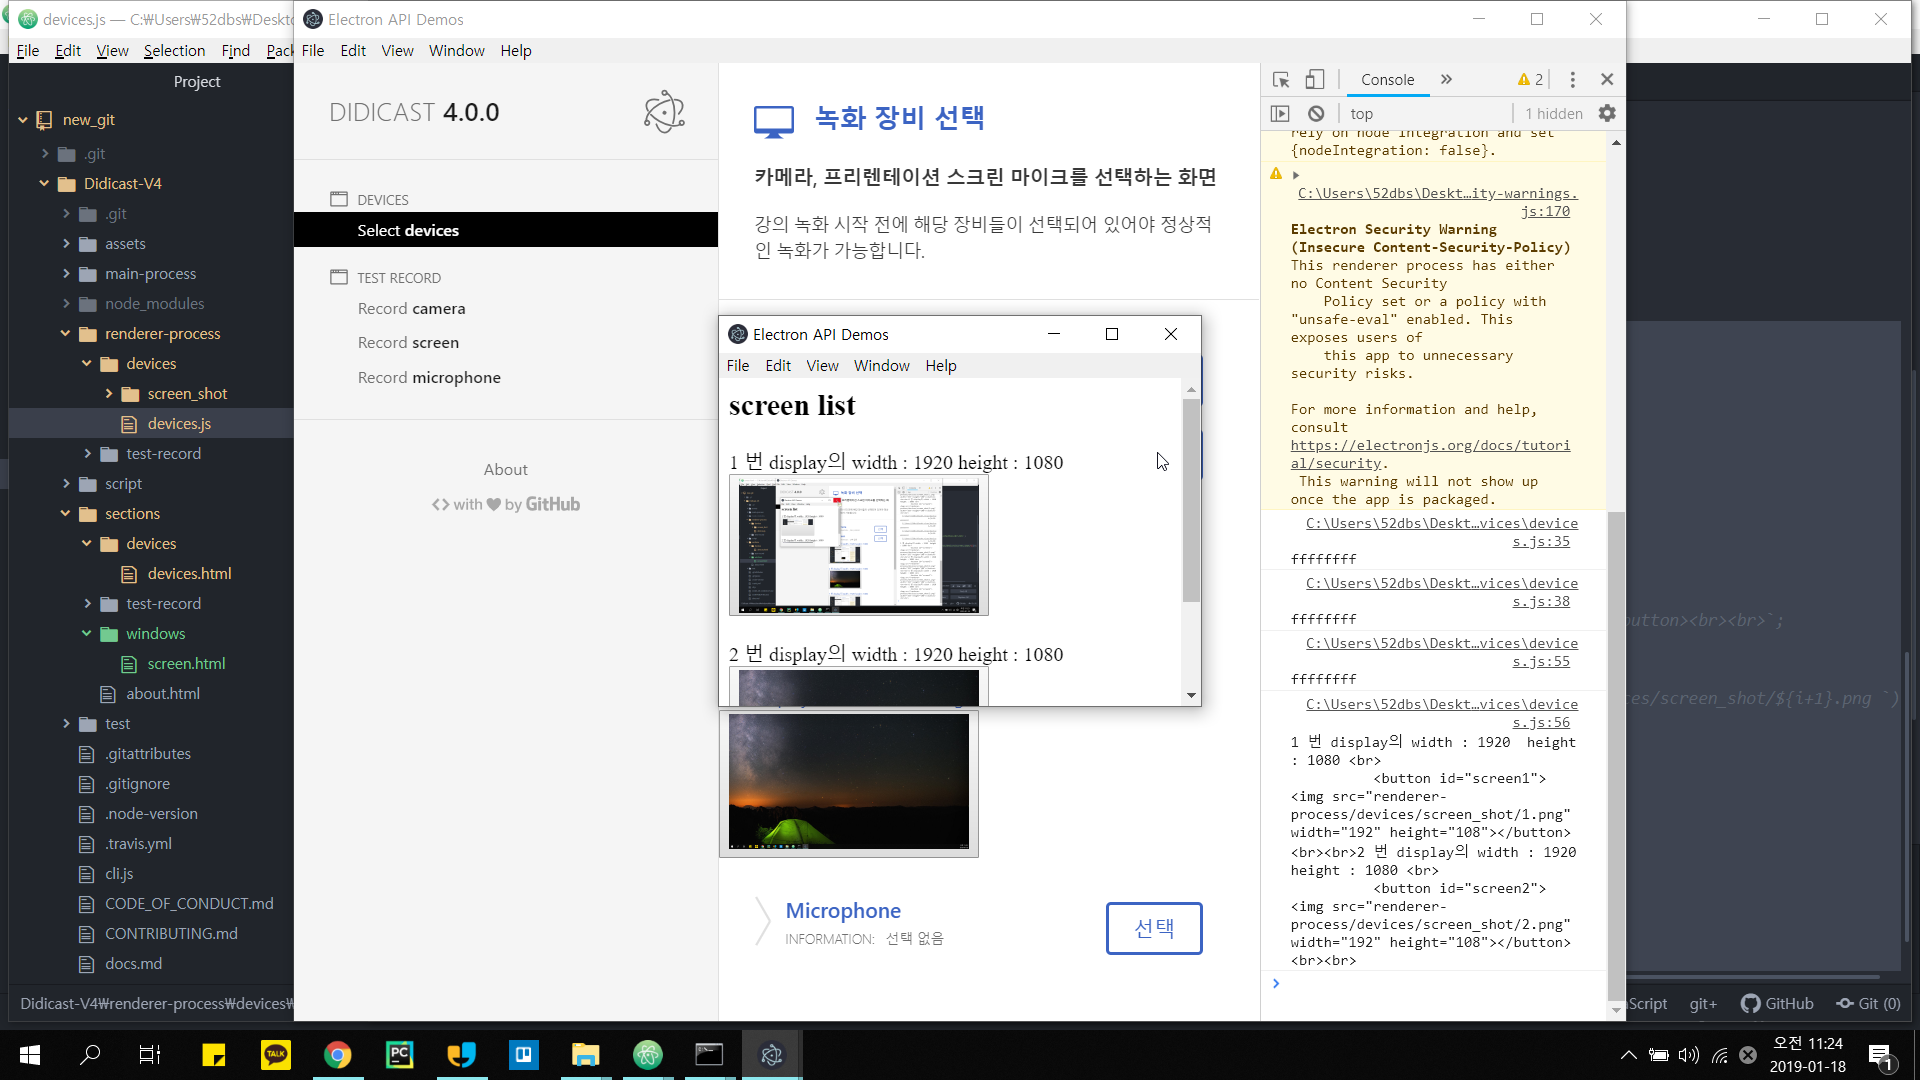 devices.js — C:₩Users₩52dbs₩Deskto
File Edit View Selection Find Pack
Project
new_git
.git
Didicast-V4
.git
assets
main-process
node_modules
renderer-process
devices
screen_shot
devices.js
test-record
script
sections
devices
devices.html
test-record
windows
screen.html
about.html
test
.gitattributes
.gitignore
.node-version
.travis.yml
cli.js
CODE_OF_CONDUCT.md
CONTRIBUTING.md
docs.md
Didicast-V4₩renderer-process₩devices₩
Electron API Demos
File Edit View Window Help
DIDICAST 4.0.0
DEVICES
Select devices
TEST RECORD
Record camera
Record screen
Record microphone
About
<> with ♥ by GitHub
녹화 장비 선택
카메라, 프리렌테이션 스크린 마이크를 선택하는 화면
강의 녹화 시작 전에 해당 장비들이 선택되어 있어야 정상적
인 녹화가 가능합니다.
Electron API Demos
File Edit View Window Help
screen list
1 번 display의 width : 1920 height : 1080
2 번 display의 width : 1920 height : 1080
Microphone
INFORMATION: 선택 없음
선택
Console » 2
top 1 hidden
rely on node integration and set
{nodeIntegration: false}.
C:\Users\52dbs\Deskt…ity-warnings.
js:170
Electron Security Warning
(Insecure Content-Security-Policy)
This renderer process has either
no Content Security
Policy set or a policy with
"unsafe-eval" enabled. This
exposes users of
this app to unnecessary
security risks.
For more information and help,
consult
https://electronjs.org/docs/tutori
al/security.
This warning will not show up
once the app is packaged.
C:\Users\52dbs\Deskt…vices\device
s.js:35
ffffffff
C:\Users\52dbs\Deskt…vices\device
s.js:38
ffffffff
C:\Users\52dbs\Deskt…vices\device
s.js:55
ffffffff
C:\Users\52dbs\Deskt…vices\device
s.js:56
1 번 display의 width : 1920  height
: 1080 <br>
<button id="screen1">
<img src="renderer-
process/devices/screen_shot/1.png"
width="192" height="108"></button>
<br><br>2 번 display의 width : 1920
height : 1080 <br>
<button id="screen2">
<img src="renderer-
process/devices/screen_shot/2.png"
width="192" height="108"></button>
<br><br>
button><br><br>`;
ces/screen_shot/${i+1}.png `)
Script git+ GitHub Git (0)
TALK
PC
오전 11:24
2019-01-18
1